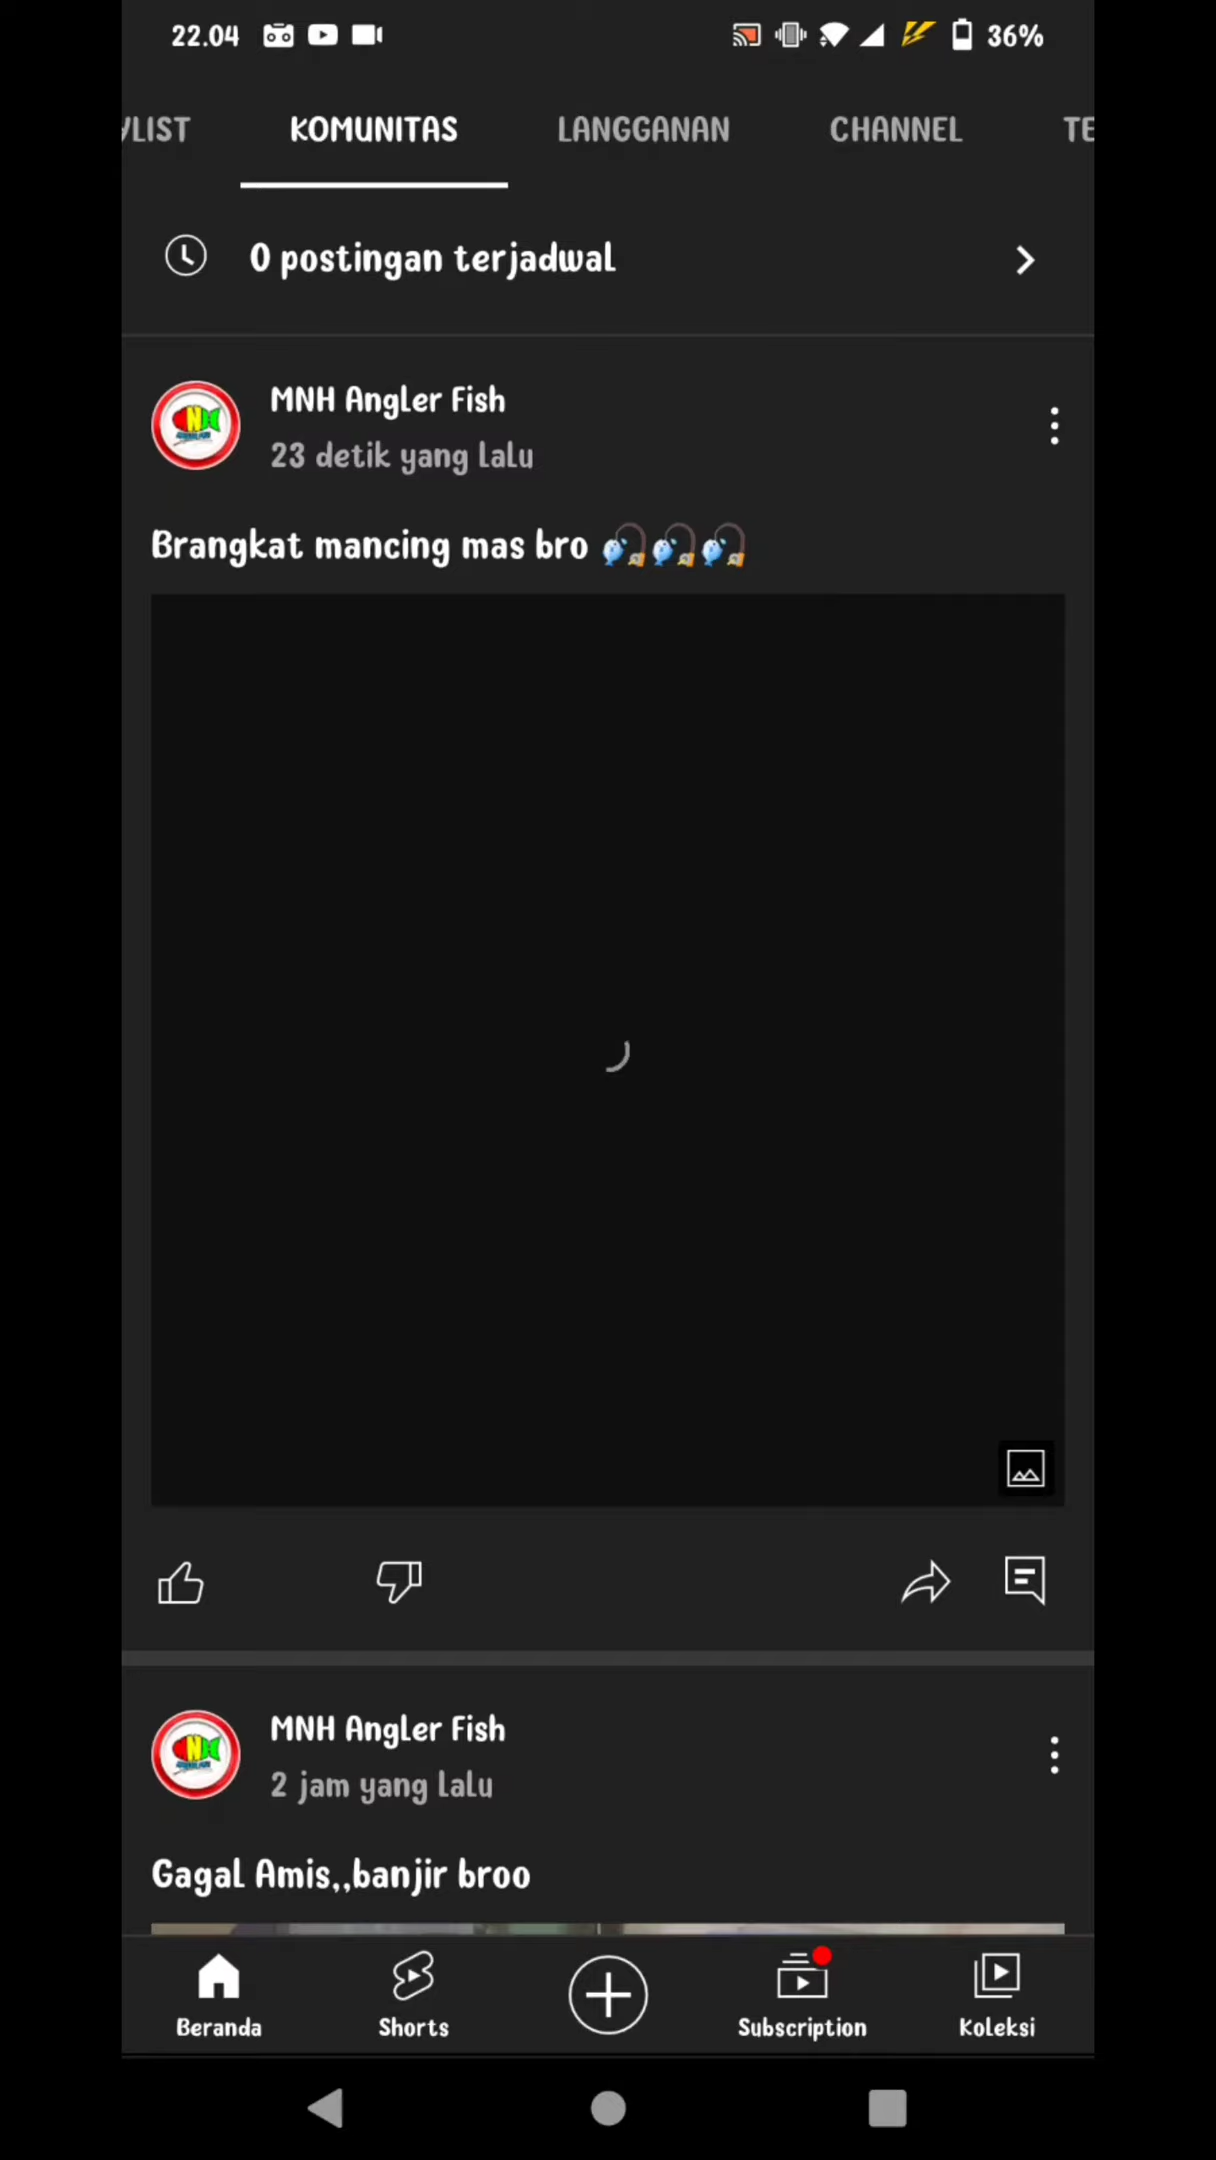 22.04 36%
YLIST KOMUNITAS LANGGANAN CHANNEL TE
0 postingan terjadwal
MNH Angler Fish
23 detik yang lalu
Brangkat mancing mas bro 🎣🎣🎣
MNH Angler Fish
2 jam yang lalu
Gagal Amis,,banjir broo
Beranda Shorts Subscription Koleksi